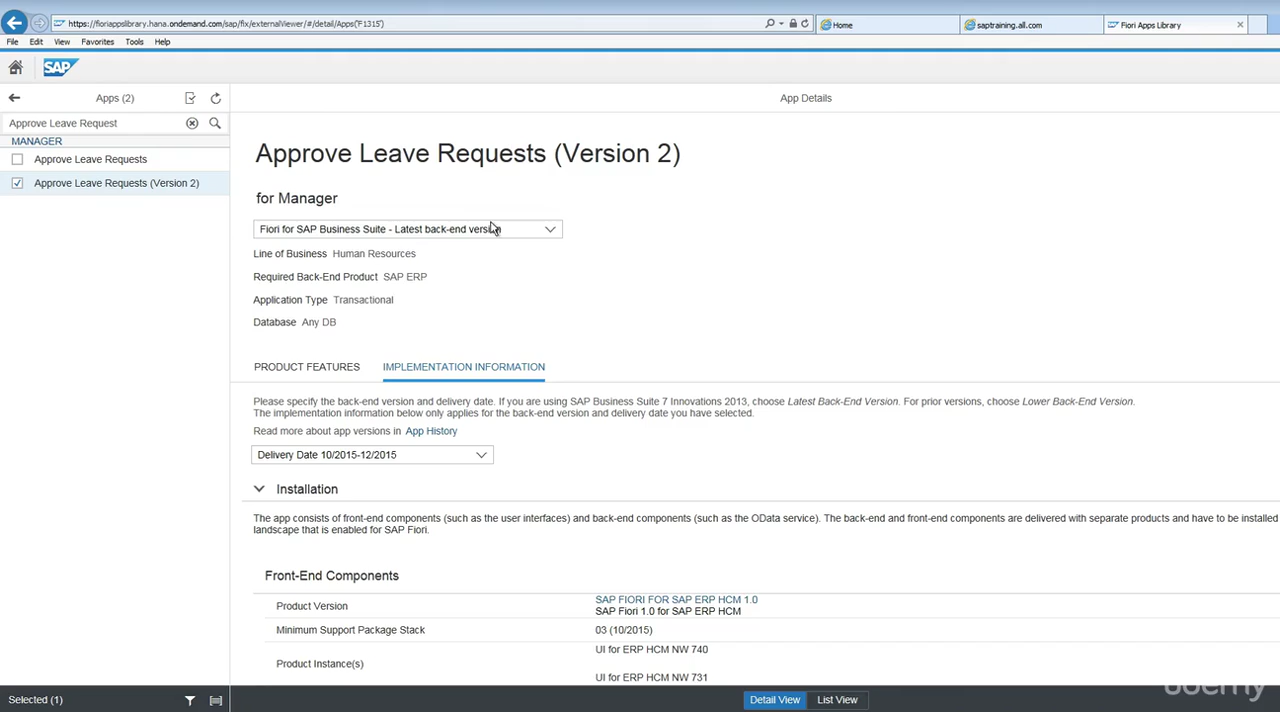 https://fioriappslibrary.hana.ondemand.com/sap/fix/externalViewer/#/detail/Apps('F1315')
Home
saptraining.all.com
Fiori Apps Library
File Edit View Favorites Tools Help
SAP
Apps (2)
App Details
Approve Leave Request
MANAGER
Approve Leave Requests
Approve Leave Requests (Version 2)
Approve Leave Requests (Version 2)
for Manager
Fiori for SAP Business Suite - Latest back-end version
Line of Business Human Resources
Required Back-End Product SAP ERP
Application Type Transactional
Database Any DB
PRODUCT FEATURES IMPLEMENTATION INFORMATION
Please specify the back-end version and delivery date. If you are using SAP Business Suite 7 Innovations 2013, choose Latest Back-End Version. For prior versions, choose Lower Back-End Version.
The implementation information below only applies for the back-end version and delivery date you have selected.
Read more about app versions in App History
Delivery Date 10/2015-12/2015
Installation
The app consists of front-end components (such as the user interfaces) and back-end components (such as the OData service). The back-end and front-end components are delivered with separate products and have to be installed
landscape that is enabled for SAP Fiori.
Front-End Components
Product Version
SAP FIORI FOR SAP ERP HCM 1.0
SAP Fiori 1.0 for SAP ERP HCM
Minimum Support Package Stack
03 (10/2015)
Product Instance(s)
UI for ERP HCM NW 740
UI for ERP HCM NW 731
Selected (1)
Detail View List View
udemy